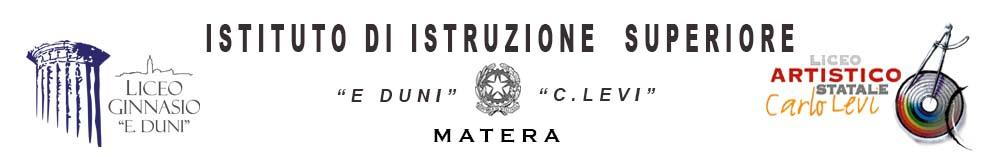 ISTITUTO DI ISTRUZIONE SUPERIORE
"E DUNI" "C.LEVI"
MATERA
LICEO
GINNASIO
"E. DUNI"
LICEO
ARTISTICO
STATALE
Carlo Levi